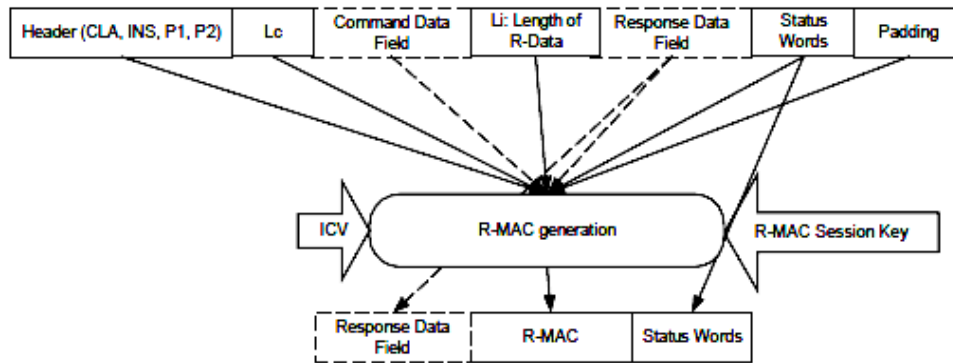 Header (CLA, INS, P1, P2)
Lc
Command Data
Field
Li: Length of
R-Data
Response Data
Field
Status
Words
Padding
ICV
R-MAC generation
R-MAC Session Key
Response Data
Field
R-MAC
Status Words